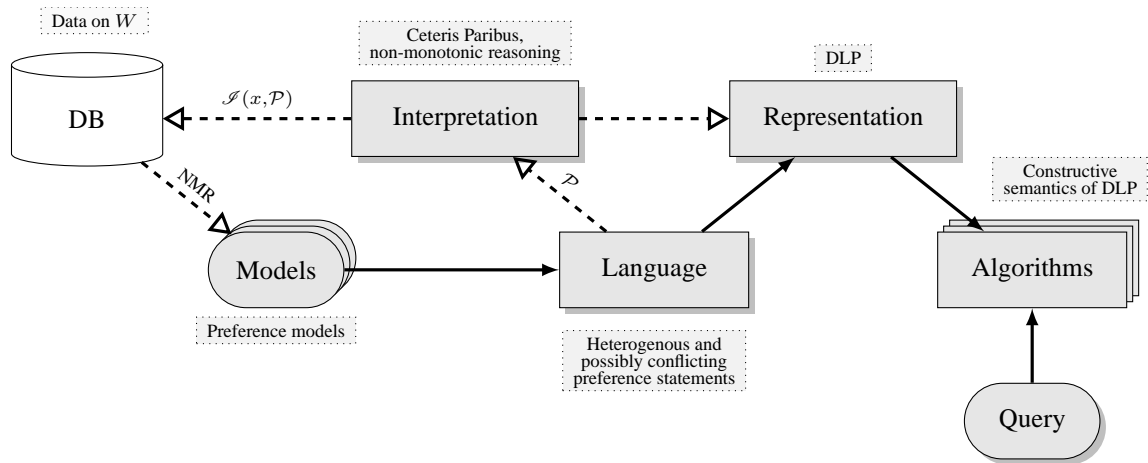 Data on W
Ceteris Paribus,
non-monotonic reasoning
DLP
DB
ℐ(x,𝒫)
Interpretation
Representation
NMR
𝒫
Constructive
semantics of DLP
Models
Language
Algorithms
Preference models
Heterogenous and
possibly conflicting
preference statements
Query